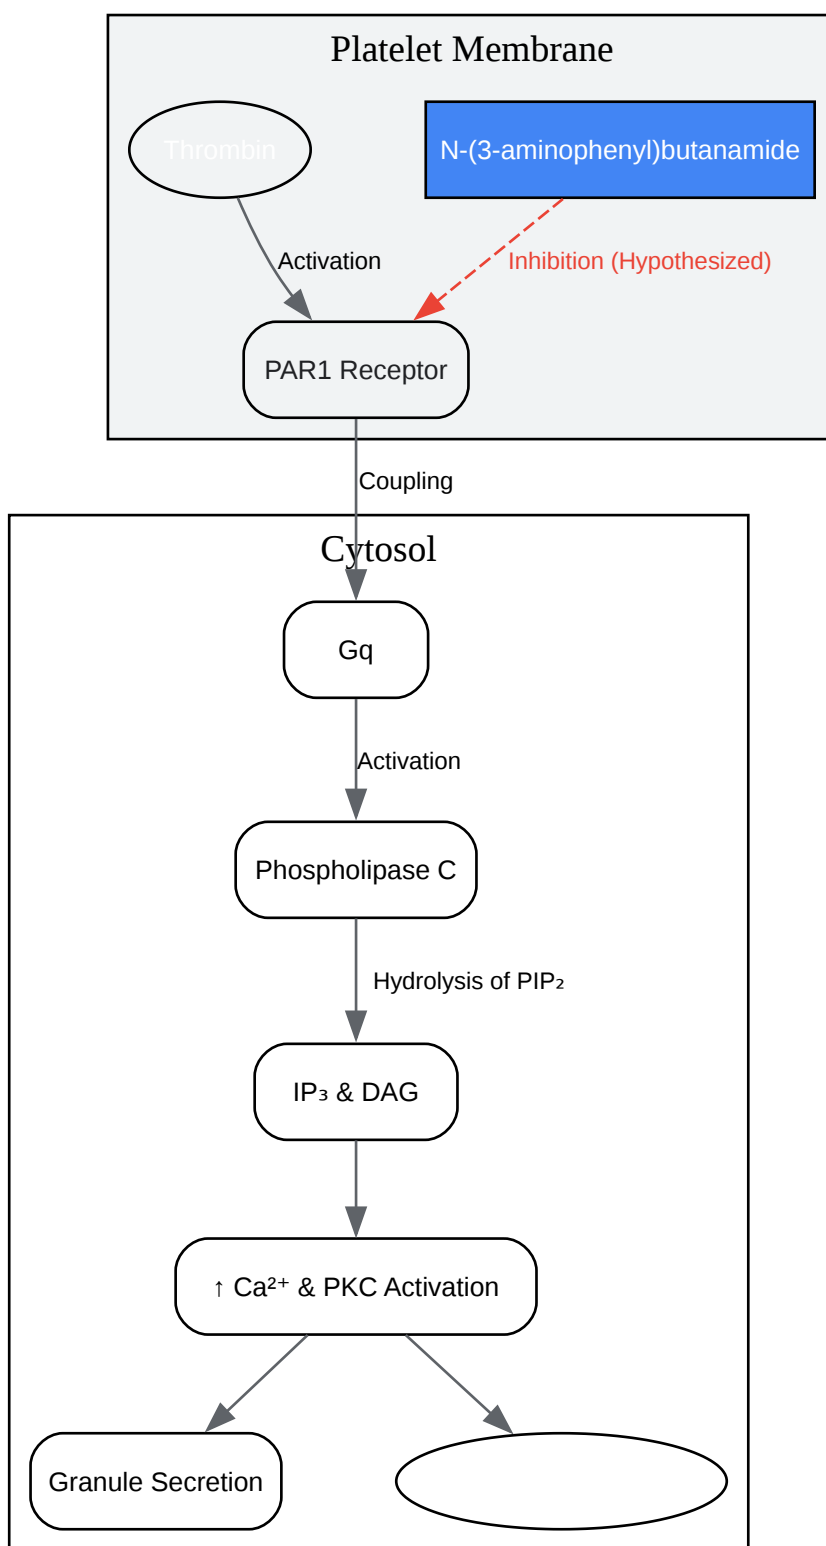 Platelet Membrane
Thrombin
N-(3-aminophenyl)butanamide
Activation
Inhibition (Hypothesized)
PAR1 Receptor
Coupling
Cytosol
Gq
Activation
Phospholipase C
Hydrolysis of PIP₂
IP₃ & DAG
↑ Ca²⁺ & PKC Activation
Granule Secretion